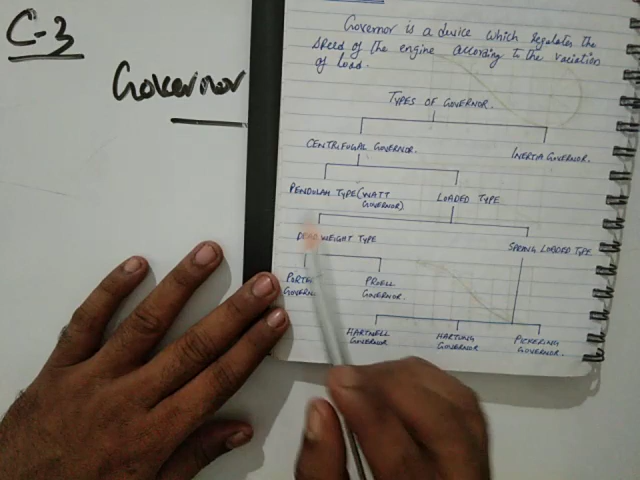 C-3
Governor
Governor is a device which regulates the
speed of the engine according to the variation
of load.
TYPES OF GOVERNOR.
CENTRIFUGAL GOVERNOR.
INERTIA GOVERNOR.
PENDULAR TYPE (WATT
GOVERNOR)
LOADED TYPE
DEAD WEIGHT TYPE
SPRING LOADED TYPE
PROELL
GOVERNOR.
HARTNELL
GOVERNOR
HARTUNG
GOVERNOR
PICKERING
GOVERNOR.